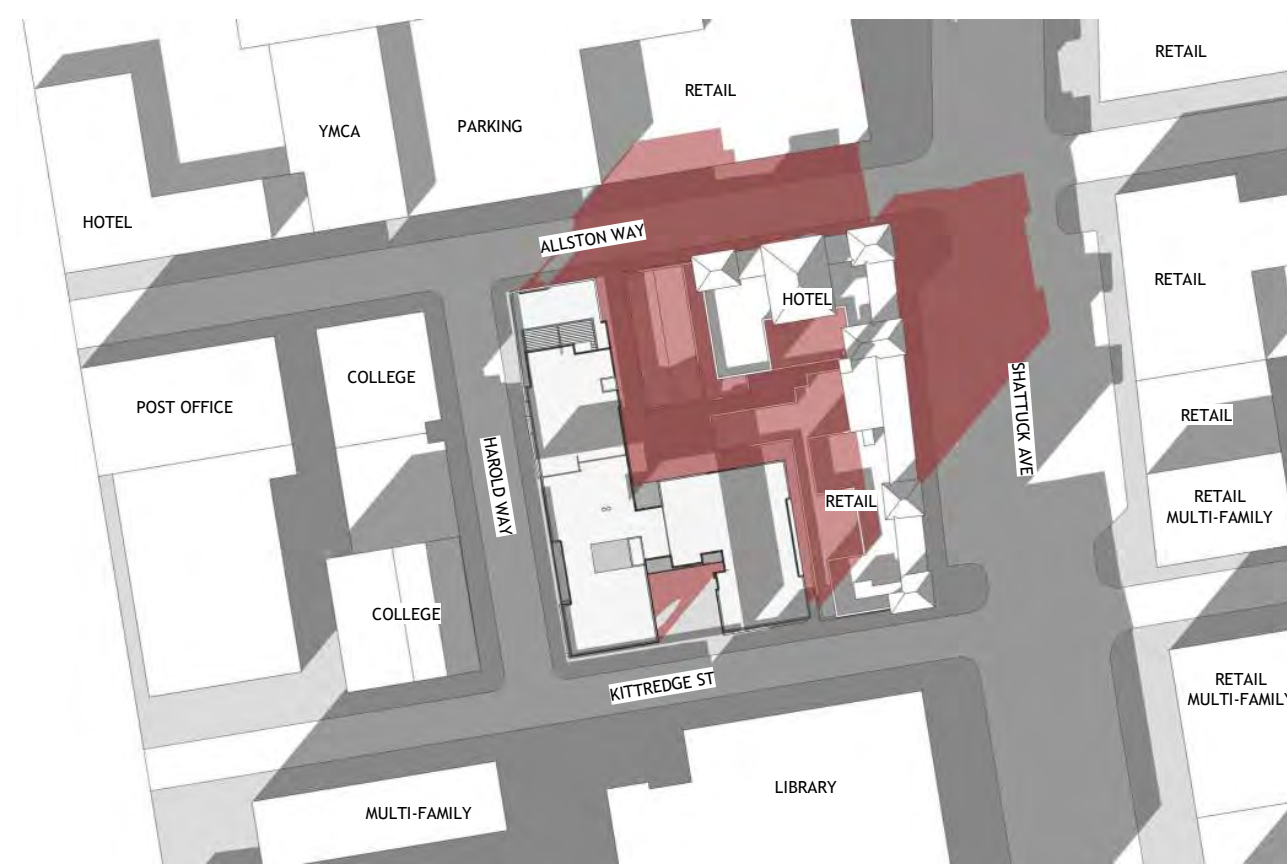 RETAIL
RETAIL
YMCA
PARKING
HOTEL
ALLSTON WAY
HOTEL
RETAIL
COLLEGE
POST OFFICE
SHATTUCK AVE
RETAIL
HAROLD WAY
RETAIL
RETAIL
MULTI-FAMILY
COLLEGE
KITTREDGE ST
RETAIL
MULTI-FAMILY
LIBRARY
MULTI-FAMILY